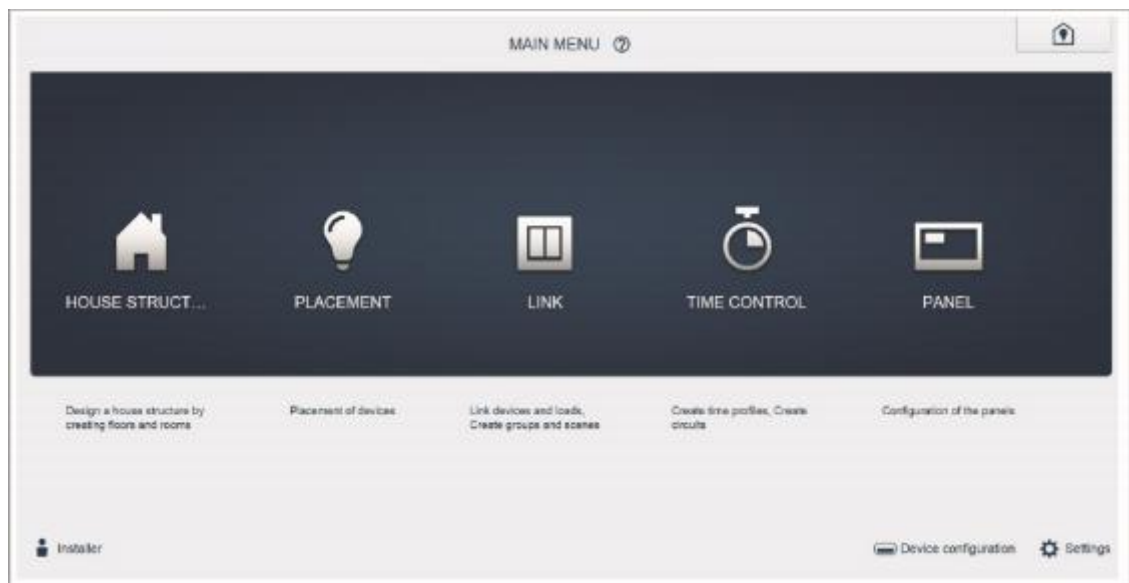 MAIN MENU ?
HOUSE STRUCT...
PLACEMENT
LINK
TIME CONTROL
PANEL
Design a house structure by
creating floors and rooms
Placement of devices
Link devices and loads,
Create groups and scenes
Create time profiles, Create
circuits
Configuration of the panels
Installer
Device configuration
Settings